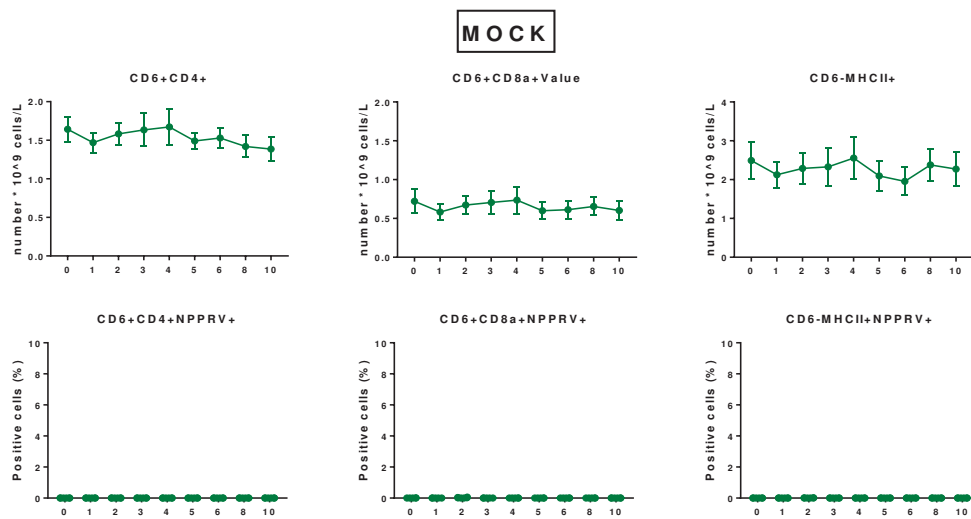 MOCK
CD6+CD4+
number * 10^9 cells/L
2.0
1.5
1.0
0.5
0.0
0 1 2 3 4 5 6 8 10
CD6+CD8a+Value
number * 10^9 cells/L
2.0
1.5
1.0
0.5
0.0
0 1 2 3 4 5 6 8 10
CD6-MHCII+
number * 10^9 cells/L
4
3
2
1
0
0 1 2 3 4 5 6 8 10
CD6+CD4+NPPRV+
Positive cells (%)
10
8
6
4
2
0
0 1 2 3 4 5 6 8 10
CD6+CD8a+NPPRV+
Positive cells (%)
10
8
6
4
2
0
0 1 2 3 4 5 6 8 10
CD6-MHCII+NPPRV+
Positive cells (%)
10
8
6
4
2
0
0 1 2 3 4 5 6 8 10